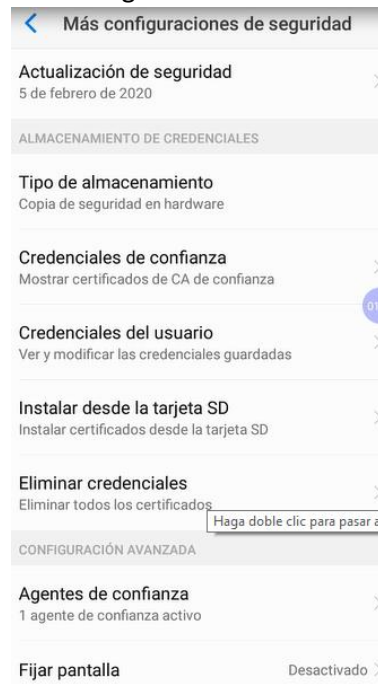 Más configuraciones de seguridad
Actualización de seguridad
5 de febrero de 2020
ALMACENAMIENTO DE CREDENCIALES
Tipo de almacenamiento
Copia de seguridad en hardware
Credenciales de confianza
Mostrar certificados de CA de confianza
01
Credenciales del usuario
Ver y modificar las credenciales guardadas
Instalar desde la tarjeta SD
Instalar certificados desde la tarjeta SD
Eliminar credenciales
Eliminar todos los certificados
Haga doble clic para pasar a
CONFIGURACIÓN AVANZADA
Agentes de confianza
1 agente de confianza activo
Fijar pantalla Desactivado